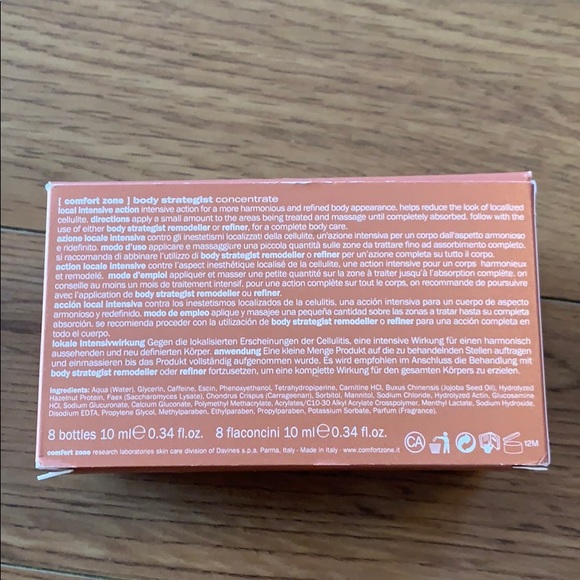 [ comfort zone ] body strategist concentrate
local intensive action intensive action for a more harmonious and refined body appearance. helps reduce the look of localized
cellulite. directions apply a small amount to the areas being treated and massage until completely absorbed. follow with the
use of either body strategist remodeller or refiner, for a complete body care.
azione locale intensiva contro gli inestetismi localizzati della cellulite, un'azione intensiva per un corpo dall'aspetto armonioso
e ridefinito. modo d'uso applicare e massaggiare una piccola quantità sulle zone da trattare fino ad assorbimento completo.
si raccomanda di abbinare l'utilizzo di body strategist remodeller o refiner per un'azione completa su tutto il corpo.
action locale intensive contre l'aspect inesthétique localisé de la cellulite, une action intensive pour un corps harmonieux
et remodelé. mode d'emploi appliquer et masser une petite quantité sur la zone à traiter jusqu'à l'absorption complète. on
conseille au moins un mois de traitement intensif. pour une action complète sur tout le corps, on recommande de poursuivre
avec l'application de body strategist remodeller ou refiner.
acción local intensiva contra los inestetismos localizados de la celulitis, una acción intensiva para un cuerpo de aspecto
armonioso y redefinido. modo de empleo aplique y masajee una pequeña cantidad sobre las zonas a tratar hasta su completa
absorción. se recomienda proceder con la utilización de body strategist remodeller o refiner para una acción completa en
todo el cuerpo.
lokale Intensivwirkung Gegen die lokalisierten Erscheinungen der Cellulitis, eine intensive Wirkung für einen harmonisch
aussehenden und neu definierten Körper. anwendung Eine kleine Menge Produkt auf die zu behandelnden Stellen auftragen
und einmassieren bis das Produkt vollständig aufgenommen wurde. Es wird empfohlen im Anschluss die Behandlung mit
body strategist remodeller oder refiner fortzusetzen, um eine komplette Wirkung für den gesamten Körpers zu erzielen.
Ingredients: Aqua (Water), Glycerin, Caffeine, Escin, Phenoxyethanol, Tetrahydropiperine, Carnitine HCl, Buxus Chinensis (Jojoba Seed Oil), Hydrolyzed
Hazelnut Protein, Faex (Saccharomyces Lysate), Chondrus Crispus (Carrageenan), Sorbitol, Mannitol, Sodium Chloride, Hydrolyzed Actin, Glucosamine
HCl, Sodium Glucuronate, Calcium Gluconate, Polymethyl Methacrylate, Acrylates/C10-30 Alkyl Acrylate Crosspolymer, Menthyl Lactate, Sodium Hydroxide,
Disodium EDTA, Propylene Glycol, Methylparaben, Ethylparaben, Propylparaben, Potassium Sorbate, Parfum (Fragrance).
8 bottles 10 ml℮0.34 fl.oz. 8 flaconcini 10 ml℮0.34 fl.oz.
CA 12M
comfort zone research laboratories skin care division of Davines s.p.a. Parma, Italy - Made in Italy - www.comfortzone.it